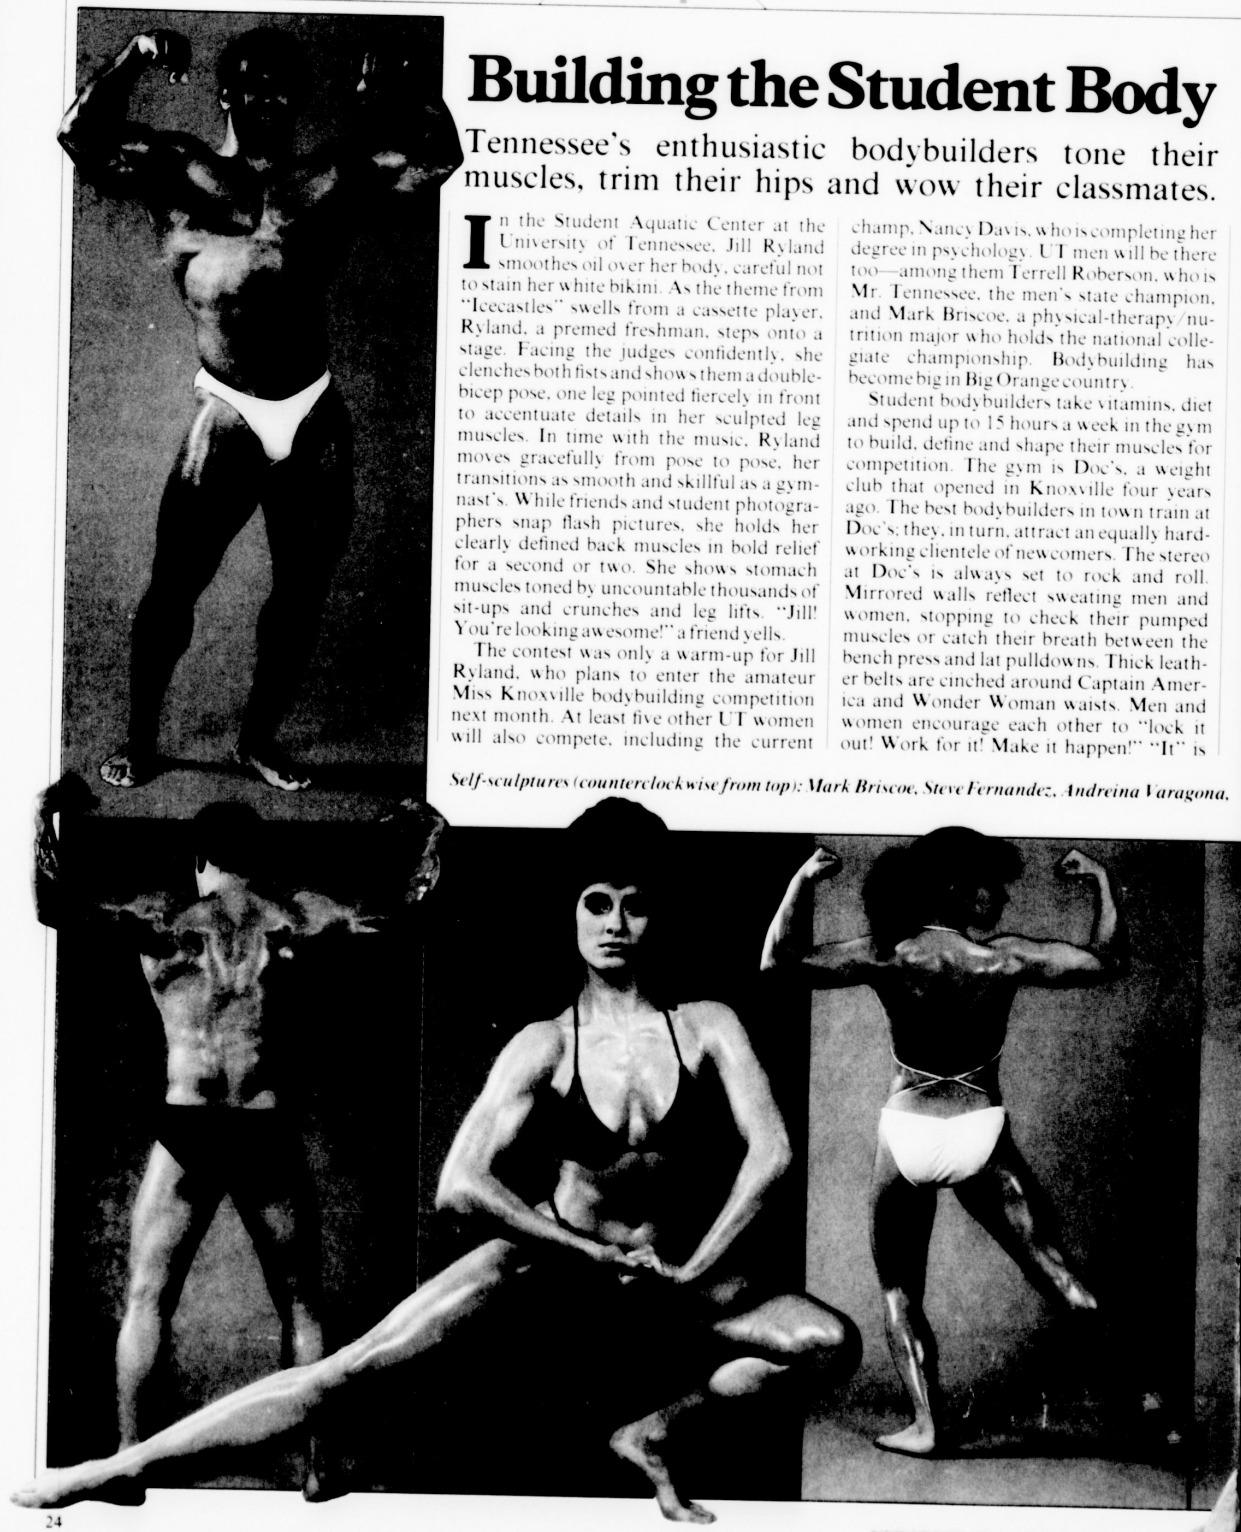 Building the Student Body
Tennessee's enthusiastic bodybuilders tone their
muscles, trim their hips and wow their classmates.
In the Student Aquatic Center at the
University of Tennessee, Jill Ryland
smoothes oil over her body, careful not
to stain her white bikini. As the theme from
"Icecastles" swells from a cassette player,
Ryland, a premed freshman, steps onto a
stage. Facing the judges confidently, she
clenches both fists and shows them a double-
bicep pose, one leg pointed fiercely in front
to accentuate details in her sculpted leg
muscles. In time with the music, Ryland
moves gracefully from pose to pose, her
transitions as smooth and skillful as a gym-
nast's. While friends and student photogra-
phers snap flash pictures, she holds her
clearly defined back muscles in bold relief
for a second or two. She shows stomach
muscles toned by uncountable thousands of
sit-ups and crunches and leg lifts. "Jill!
You're looking awesome!" a friend yells.
The contest was only a warm-up for Jill
Ryland, who plans to enter the amateur
Miss Knoxville bodybuilding competition
next month. At least five other UT women
will also compete, including the current
champ, Nancy Davis, who is completing her
degree in psychology. UT men will be there
too—among them Terrell Roberson, who is
Mr. Tennessee, the men's state champion,
and Mark Briscoe, a physical-therapy/nu-
trition major who holds the national colle-
giate championship. Bodybuilding has
become big in Big Orange country.
Student bodybuilders take vitamins, diet
and spend up to 15 hours a week in the gym
to build, define and shape their muscles for
competition. The gym is Doc's, a weight
club that opened in Knoxville four years
ago. The best bodybuilders in town train at
Doc's; they, in turn, attract an equally hard-
working clientele of newcomers. The stereo
at Doc's is always set to rock and roll.
Mirrored walls reflect sweating men and
women, stopping to check their pumped
muscles or catch their breath between the
bench press and lat pulldowns. Thick leath-
er belts are cinched around Captain Amer-
ica and Wonder Woman waists. Men and
women encourage each other to "lock it
out! Work for it! Make it happen!" "It" is
Self-sculptures (counterclockwise from top): Mark Briscoe, Steve Fernandez, Andreina Varagona,
24